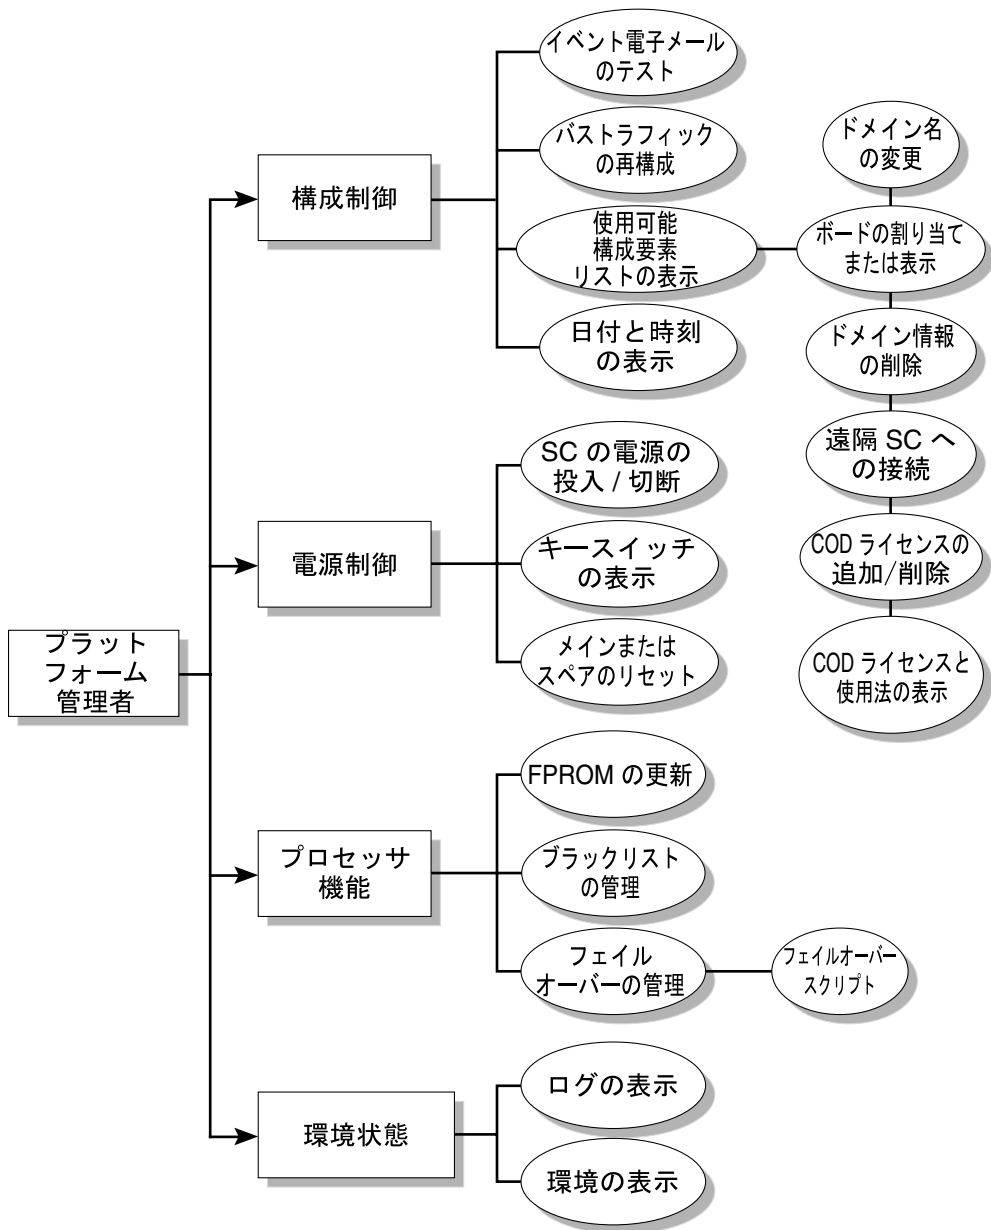 プラット
フォーム
管理者
構成制御
イベント電子メール
のテスト
バストラフィック
の再構成
使用可能
構成要素
リストの表示
日付と時刻
の表示
ドメイン名
の変更
ボードの割り当て
または表示
ドメイン情報
の削除
遠隔 SC へ
の接続
COD ライセンスの
追加/削除
COD ライセンスと
使用法の表示
電源制御
SC の電源の
投入 / 切断
キースイッチ
の表示
メインまたは
スペアのリセット
プロセッサ
機能
FPROM の更新
ブラックリスト
の管理
フェイル
オーバーの管理
フェイルオーバー
スクリプト
環境状態
ログの表示
環境の表示